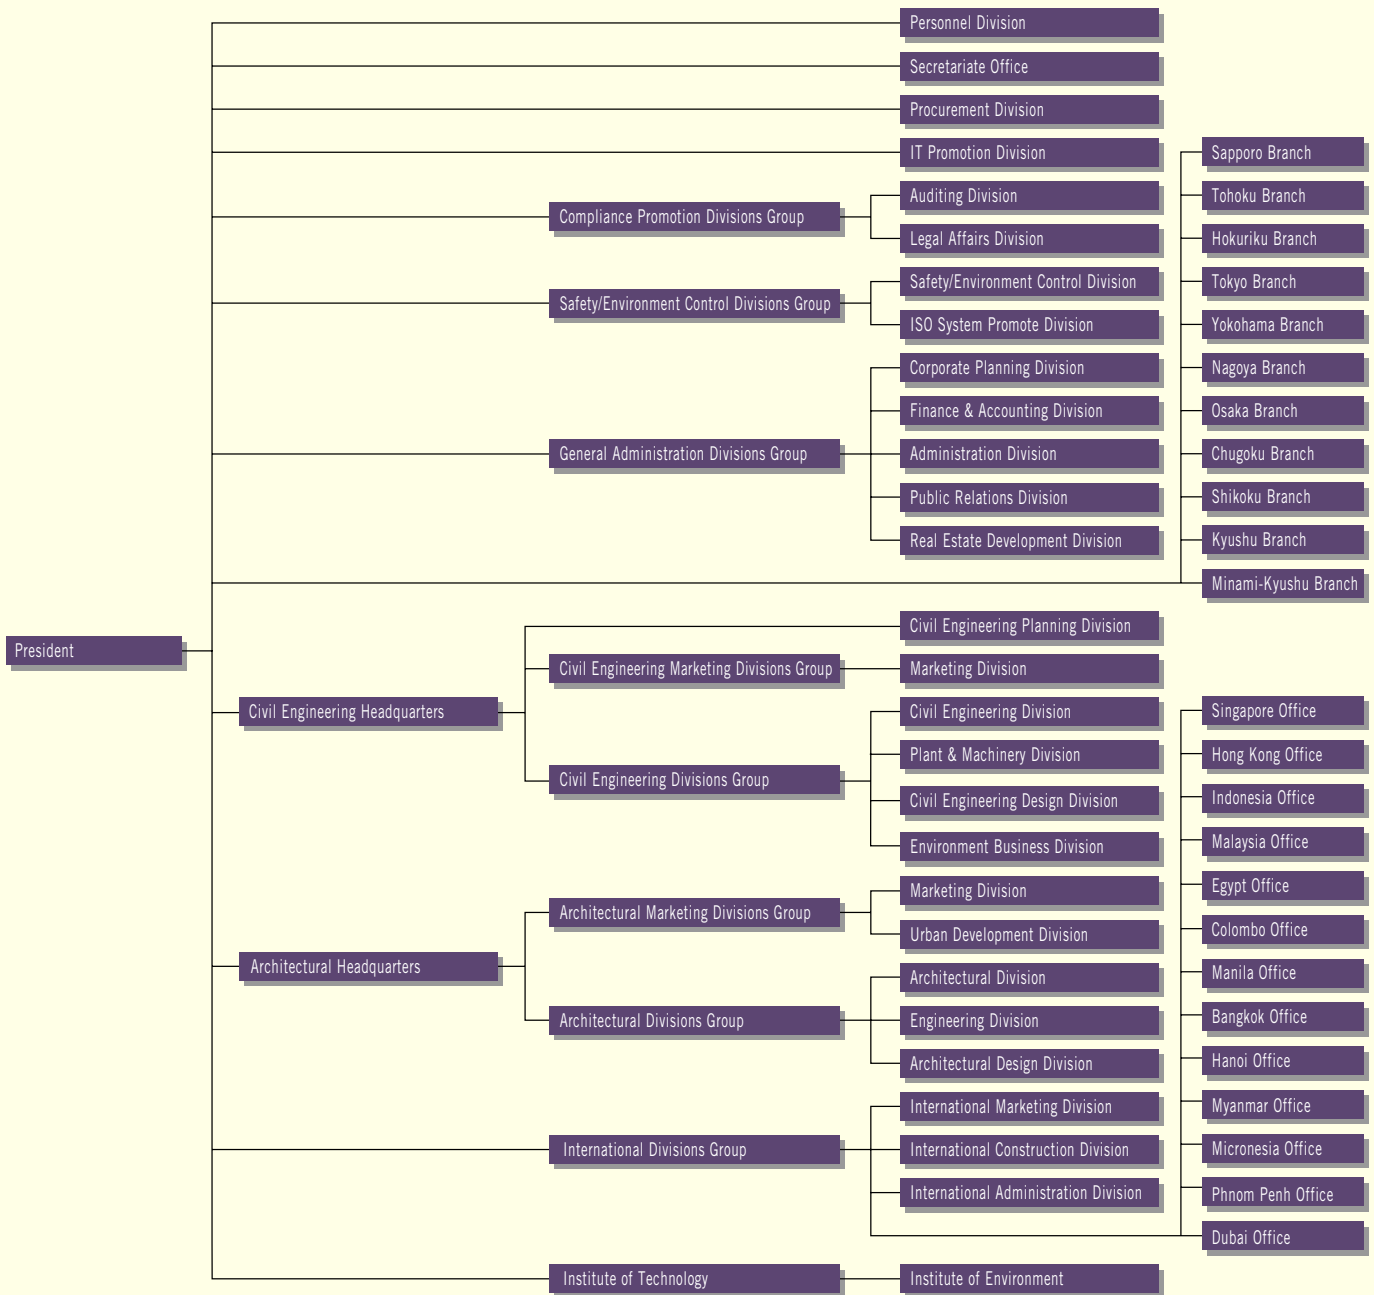 Personnel Division
Secretariate Office
Procurement Division
IT Promotion Division
Sapporo Branch
Auditing Division
Tohoku Branch
Compliance Promotion Divisions Group
Legal Affairs Division
Hokuriku Branch
Safety/Environment Control Division
Tokyo Branch
Safety/Environment Control Divisions Group
ISO System Promote Division
Yokohama Branch
Corporate Planning Division
Nagoya Branch
Finance & Accounting Division
Osaka Branch
General Administration Divisions Group
Administration Division
Chugoku Branch
Public Relations Division
Shikoku Branch
Real Estate Development Division
Kyushu Branch
Minami-Kyushu Branch
President
Civil Engineering Planning Division
Civil Engineering Marketing Divisions Group
Marketing Division
Civil Engineering Headquarters
Civil Engineering Division
Singapore Office
Plant & Machinery Division
Hong Kong Office
Civil Engineering Divisions Group
Civil Engineering Design Division
Indonesia Office
Environment Business Division
Malaysia Office
Marketing Division
Egypt Office
Architectural Marketing Divisions Group
Urban Development Division
Colombo Office
Architectural Headquarters
Architectural Division
Manila Office
Architectural Divisions Group
Engineering Division
Bangkok Office
Architectural Design Division
Hanoi Office
International Marketing Division
Myanmar Office
International Divisions Group
International Construction Division
Micronesia Office
International Administration Division
Phnom Penh Office
Dubai Office
Institute of Technology
Institute of Environment